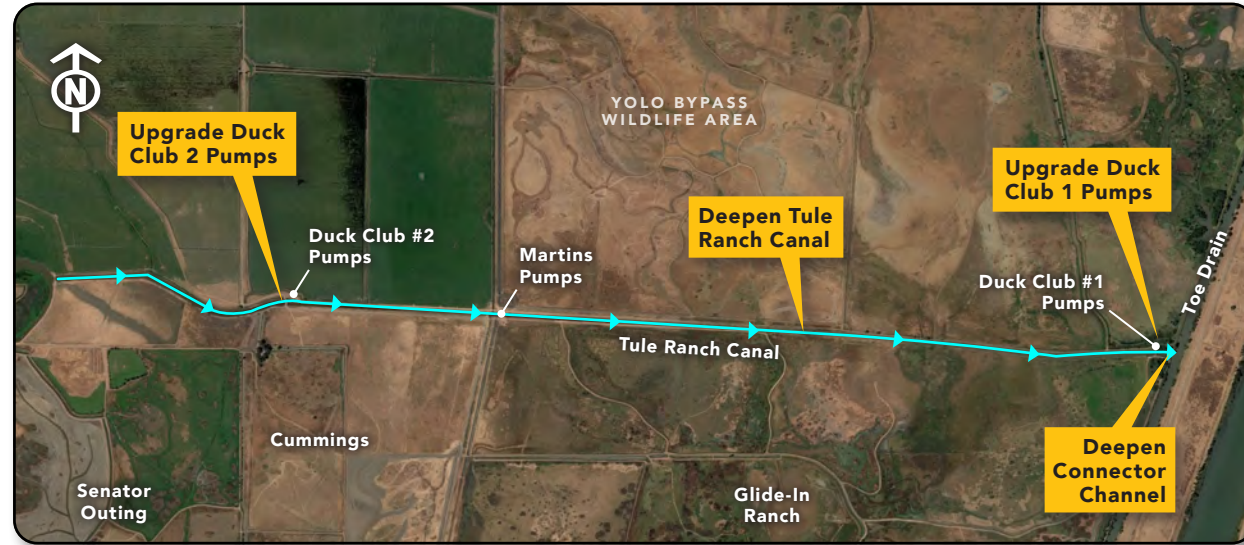 N
YOLO BYPASS
WILDLIFE AREA
Upgrade Duck
Club 2 Pumps
Upgrade Duck
Club 1 Pumps
Deepen Tule
Ranch Canal
Duck Club #2
Pumps
Martins
Pumps
Duck Club #1
Pumps
Toe Drain
Tule Ranch Canal
Cummings
Deepen
Connector
Channel
Senator
Outing
Glide-In
Ranch